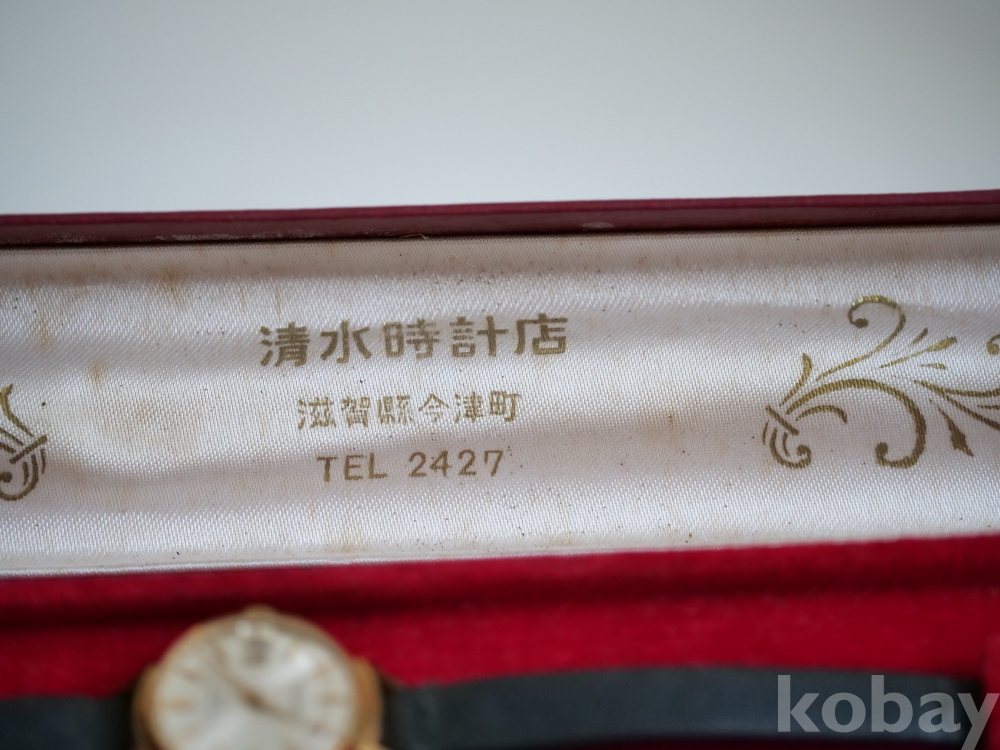 清水時計店
滋賀縣今津町
TEL 2427
kobay